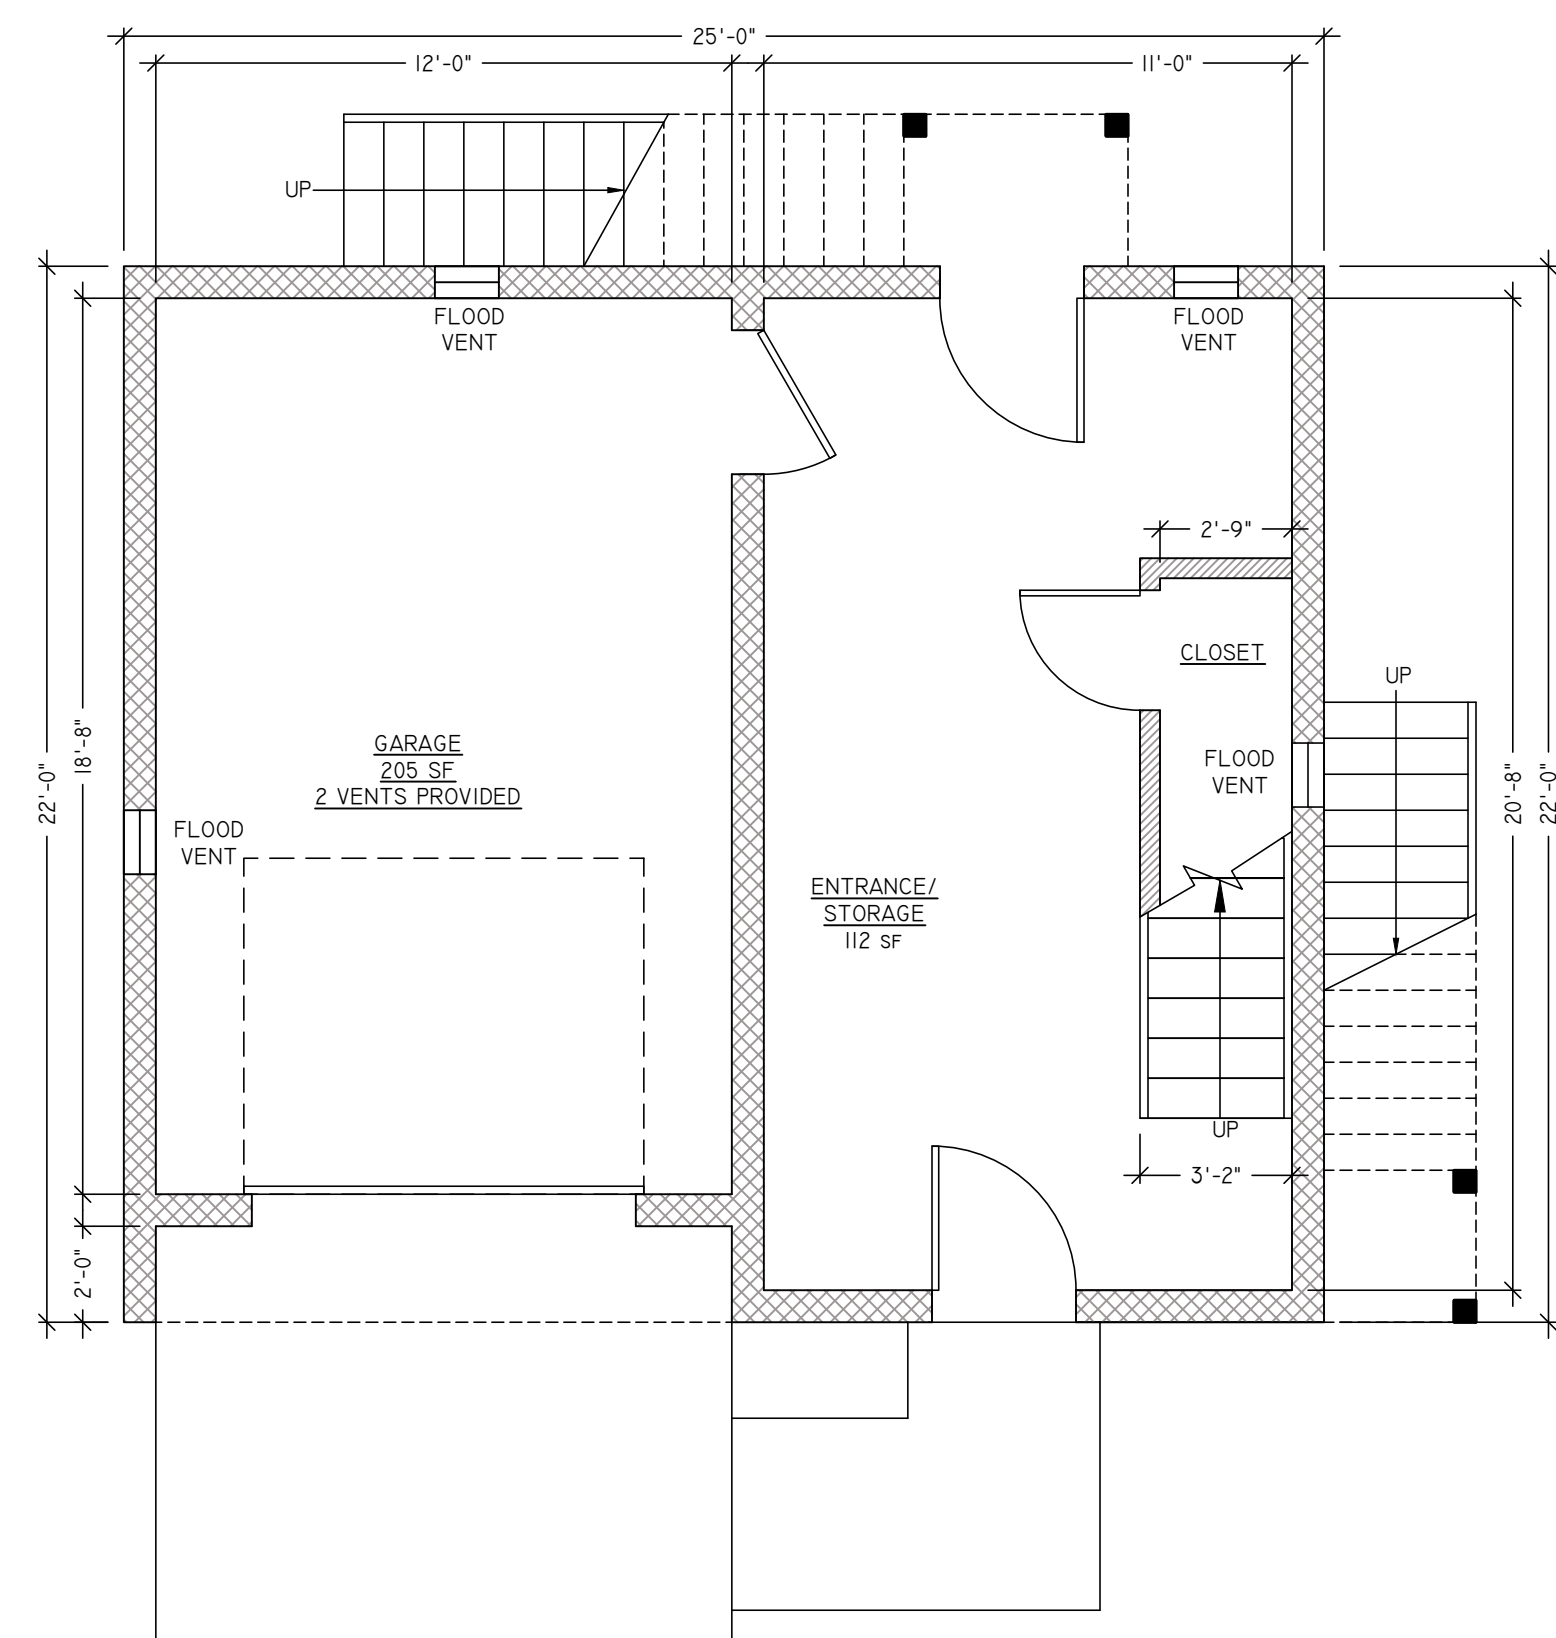 25'-0"
12'-0"
11'-0"
UP
FLOOD
VENT
FLOOD
VENT
2'-9"
CLOSET
UP
GARAGE
205 SF
2 VENTS PROVIDED
FLOOD
VENT
FLOOD
VENT
22'-0"
18'-8"
20'-8"
22'-0"
ENTRANCE/
STORAGE
112 SF
UP
3'-2"
2'-0"